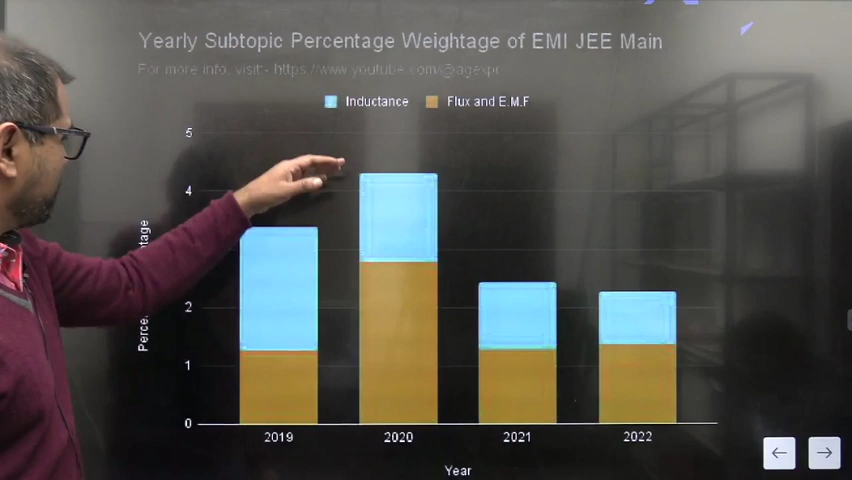 Yearly Subtopic Percentage Weightage of EMI JEE Main
For more info, visit:- https://www.youtube.com/@agexpr
Inductance Flux and E.M.F
5
4
2
1
0
2019 2020 2021 2022
Year